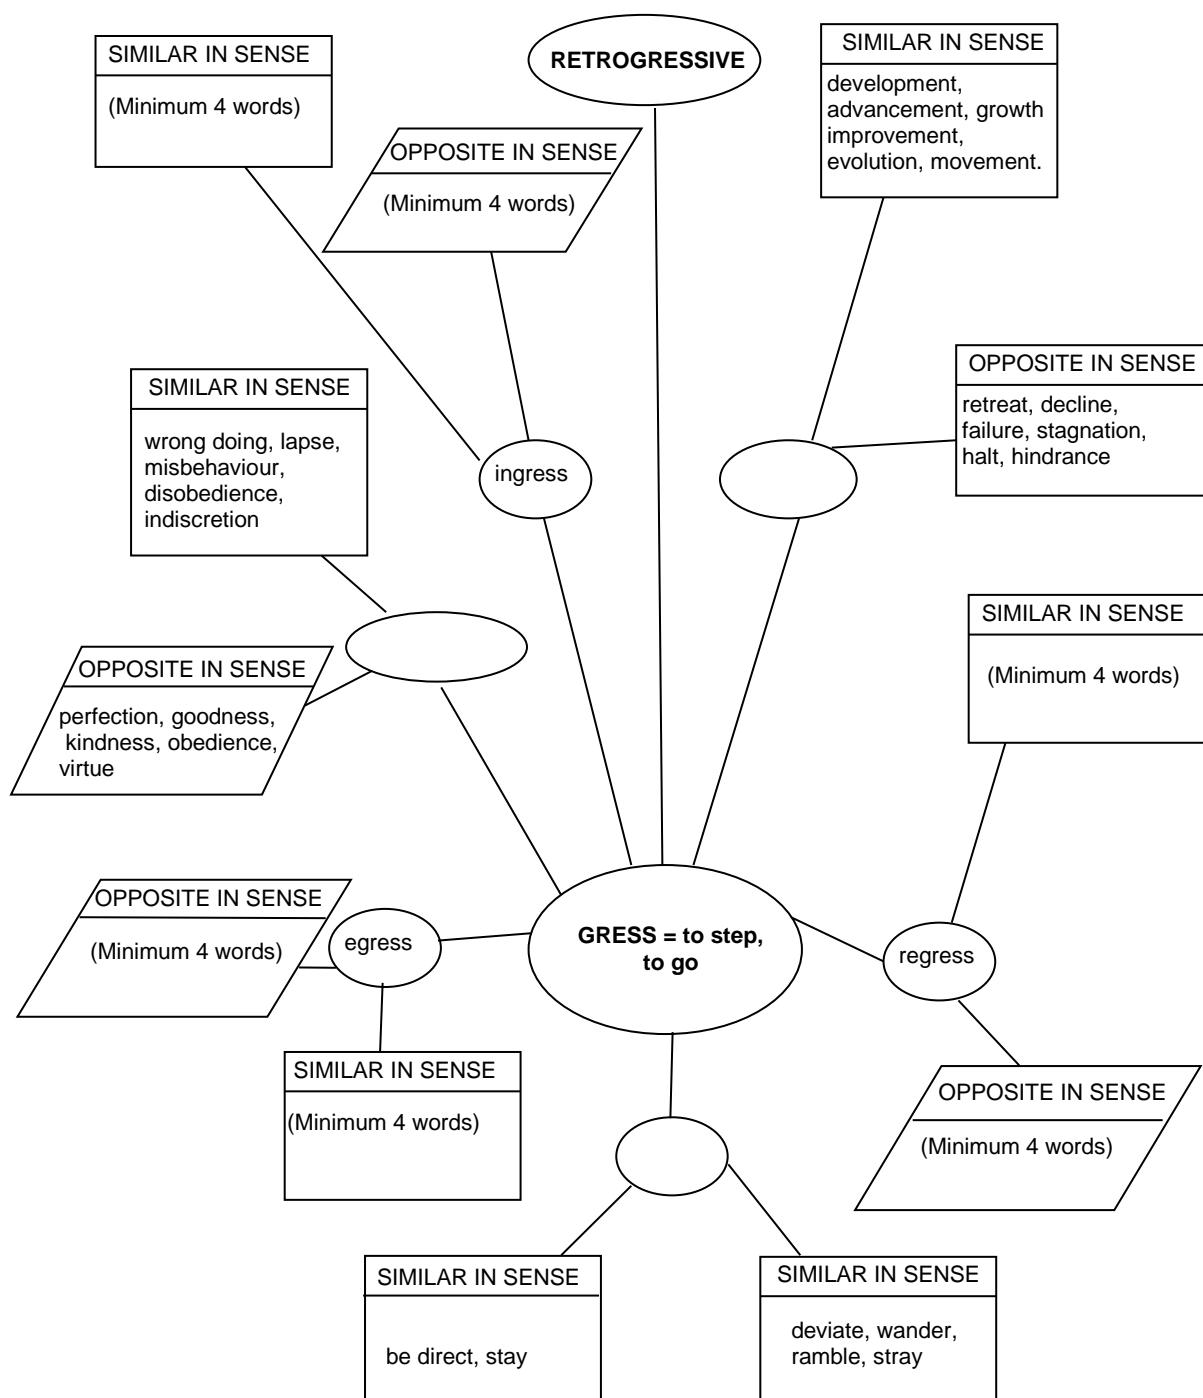 SIMILAR IN SENSE
(Minimum 4 words)
RETROGRESSIVE
SIMILAR IN SENSE
development,
advancement, growth
improvement,
evolution, movement.
OPPOSITE IN SENSE
(Minimum 4 words)
SIMILAR IN SENSE
wrong doing, lapse,
misbehaviour,
disobedience,
indiscretion
ingress
OPPOSITE IN SENSE
retreat, decline,
failure, stagnation,
halt, hindrance
SIMILAR IN SENSE
(Minimum 4 words)
OPPOSITE IN SENSE
perfection, goodness,
kindness, obedience,
virtue
OPPOSITE IN SENSE
(Minimum 4 words)
egress
GRESS = to step,
to go
regress
SIMILAR IN SENSE
(Minimum 4 words)
OPPOSITE IN SENSE
(Minimum 4 words)
SIMILAR IN SENSE
be direct, stay
SIMILAR IN SENSE
deviate, wander,
ramble, stray